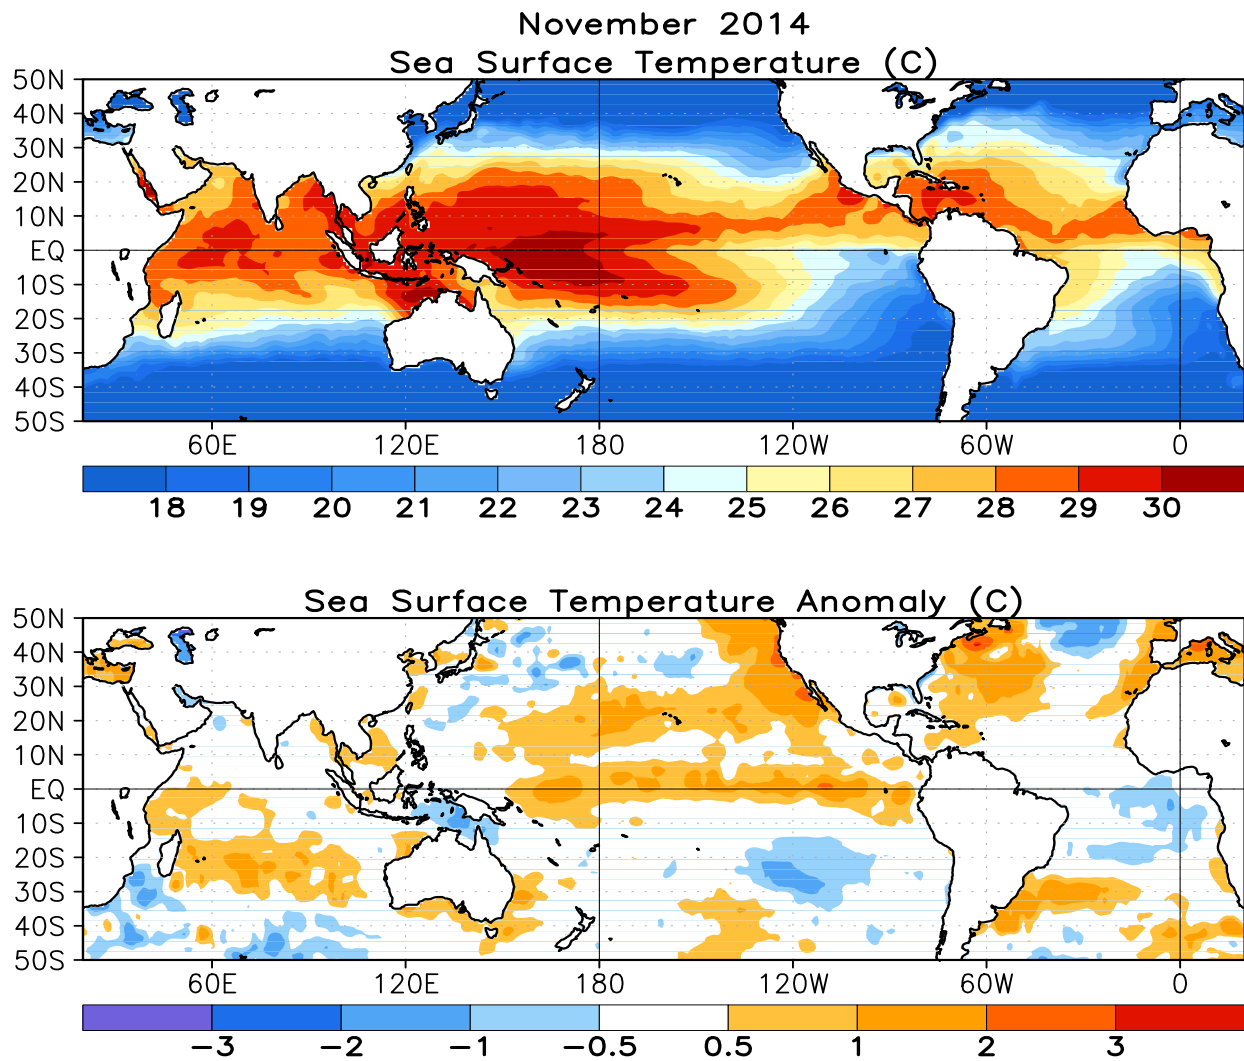 November 2014
Sea Surface Temperature (C)
50N
40N
30N
20N
10N
EQ
10S
20S
30S
40S
50S
60E 120E 180 120W 60W 0
18 19 20 21 22 23 24 25 26 27 28 29 30
Sea Surface Temperature Anomaly (C)
50N
40N
30N
20N
10N
EQ
10S
20S
30S
40S
50S
60E 120E 180 120W 60W 0
−3 −2 −1 −0.5 0.5 1 2 3